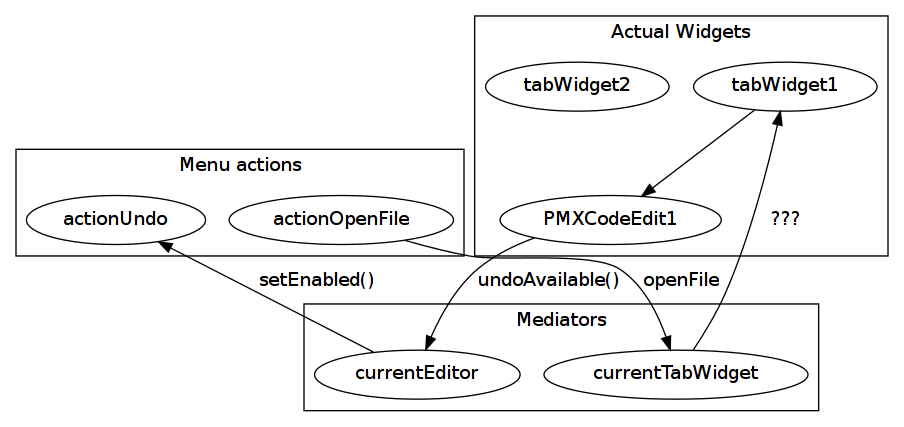 Actual Widgets
tabWidget2
tabWidget1
Menu actions
actionUndo
actionOpenFile
PMXCodeEdit1
???
setEnabled()
undoAvailable()
openFile
Mediators
currentEditor
currentTabWidget